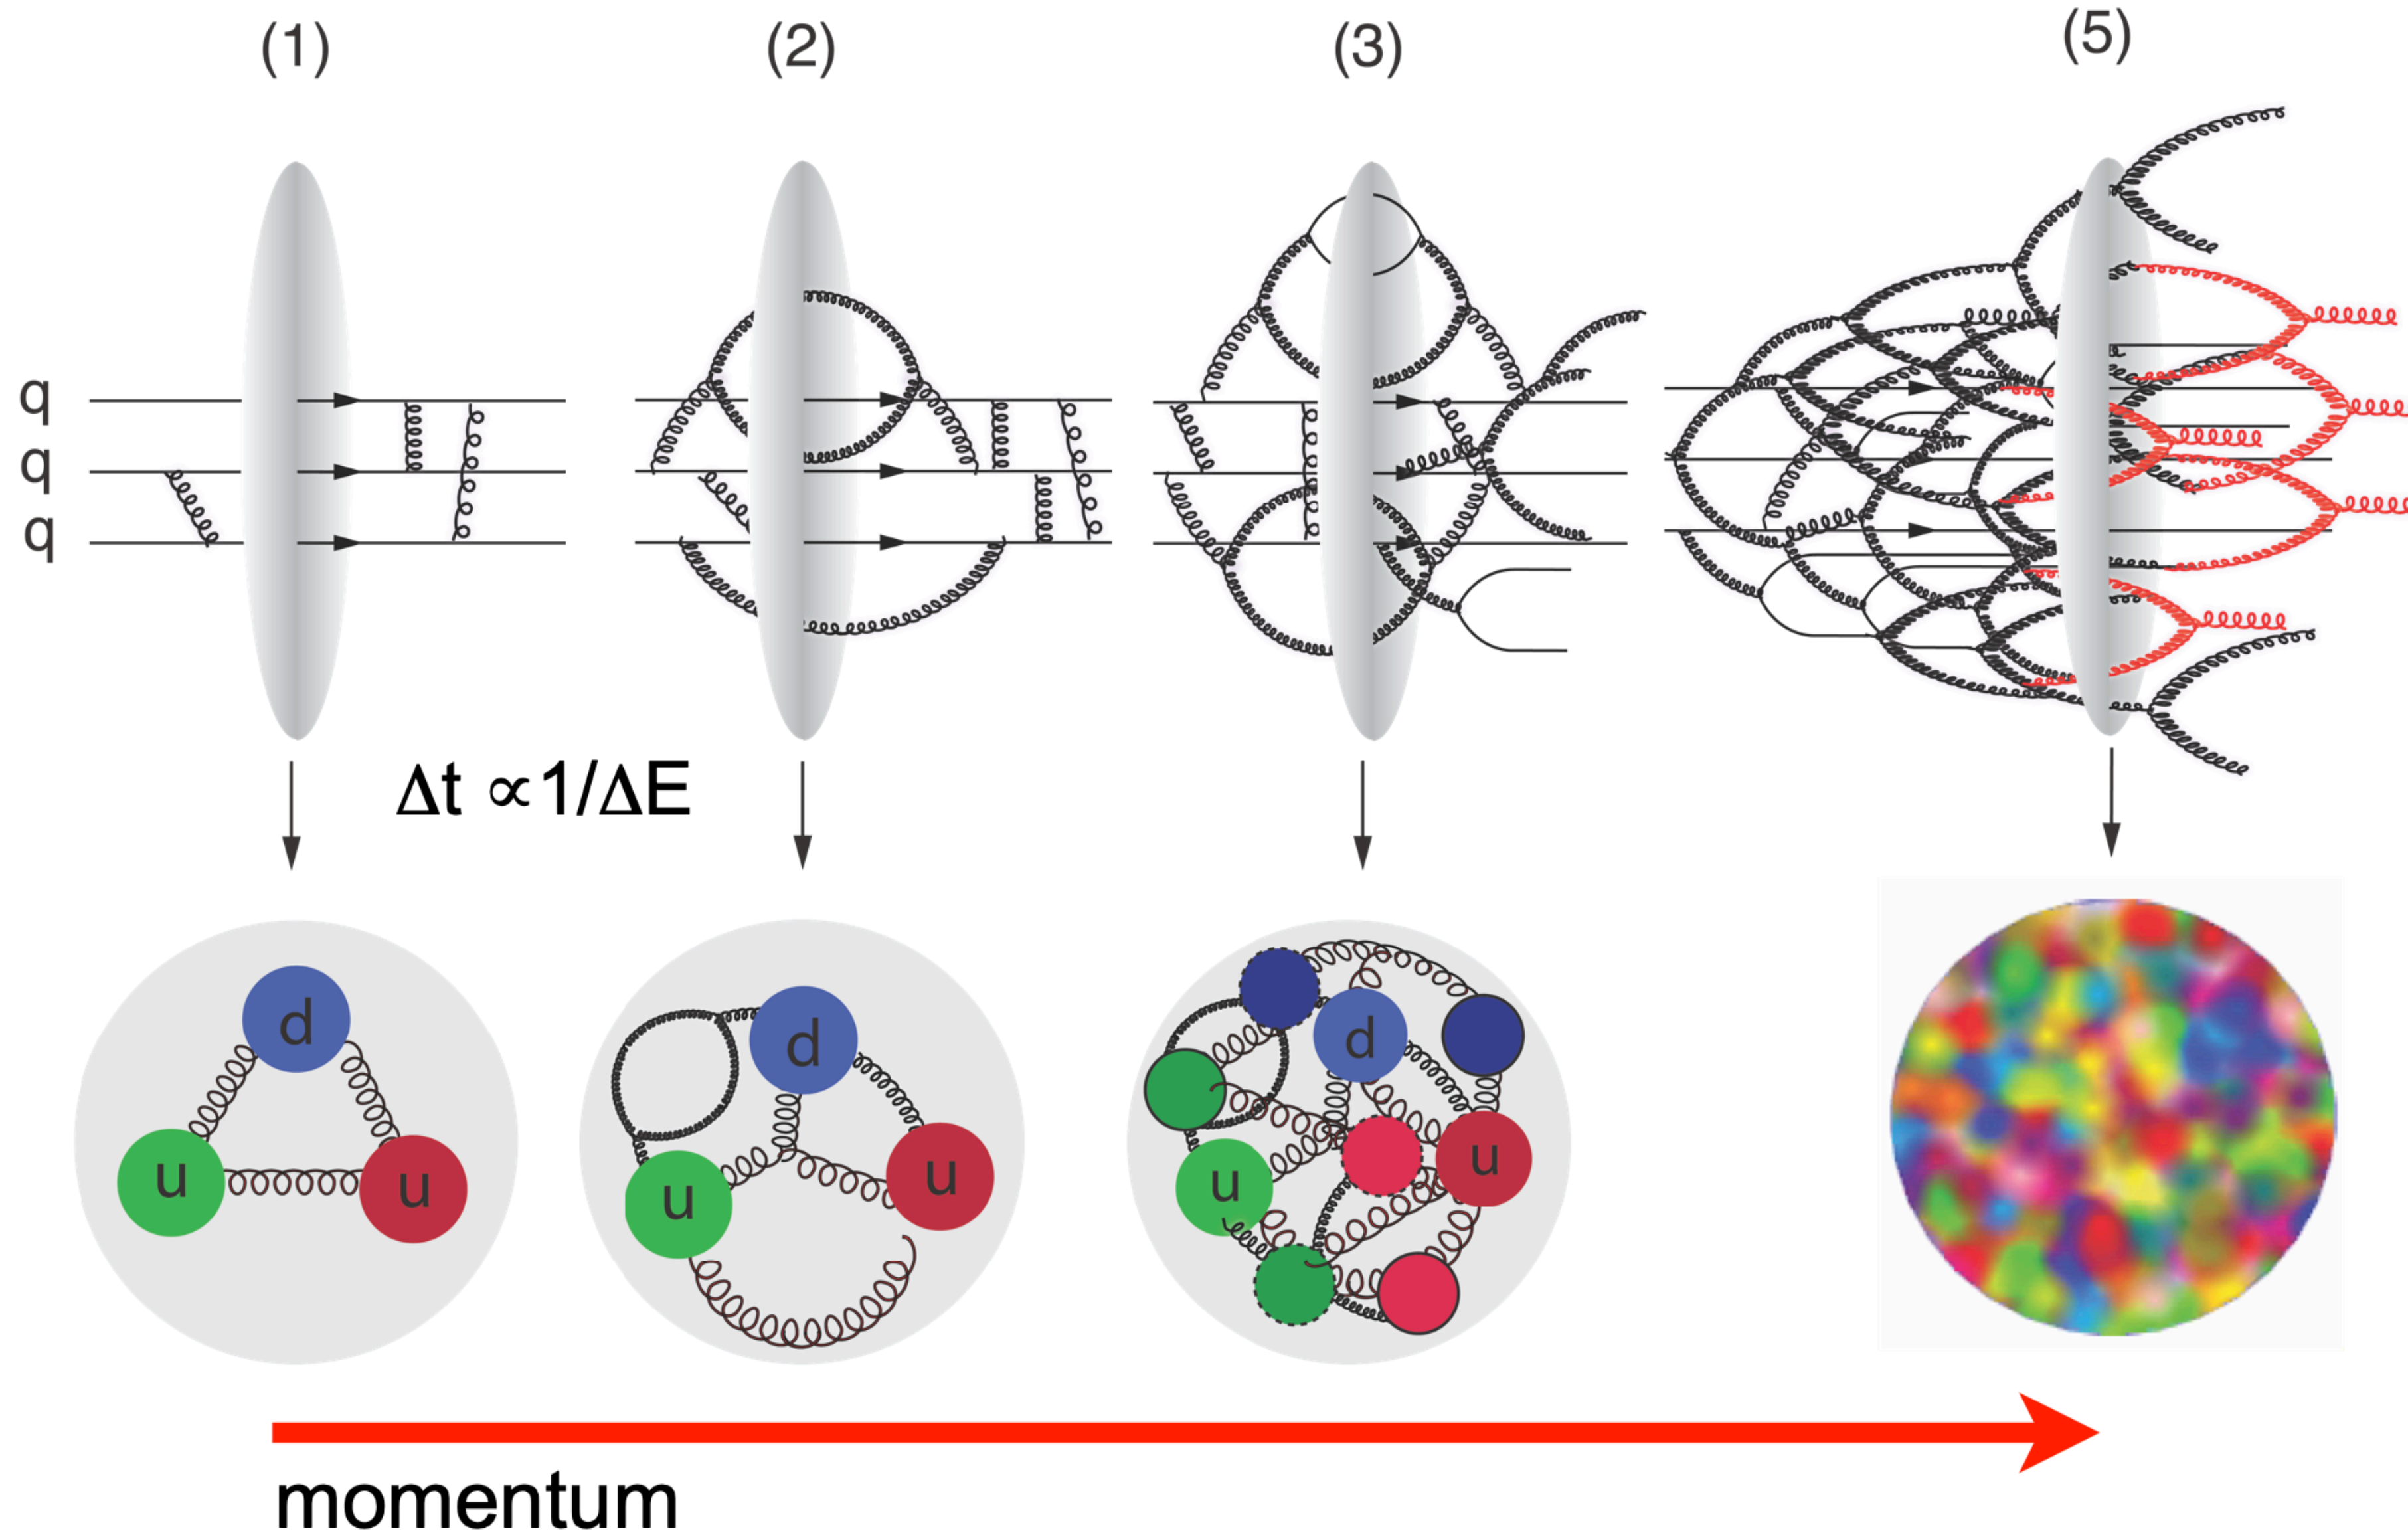 (1) (2) (3) (5)
q
q
q
Δt ∝1/ΔE
d
u u
d
u u
d
u u
momentum